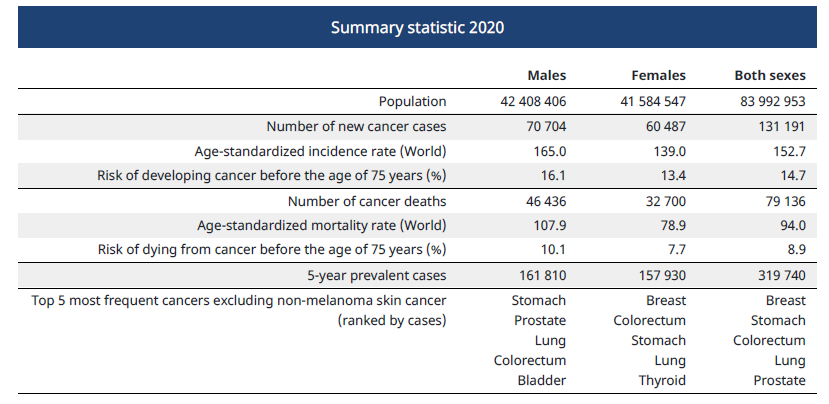 Summary statistic 2020
Males Females Both sexes
Population 42 408 406 41 584 547 83 992 953
Number of new cancer cases 70 704 60 487 131 191
Age-standardized incidence rate (World) 165.0 139.0 152.7
Risk of developing cancer before the age of 75 years (%) 16.1 13.4 14.7
Number of cancer deaths 46 436 32 700 79 136
Age-standardized mortality rate (World) 107.9 78.9 94.0
Risk of dying from cancer before the age of 75 years (%) 10.1 7.7 8.9
5-year prevalent cases 161 810 157 930 319 740
Top 5 most frequent cancers excluding non-melanoma skin cancer Stomach Breast Breast
(ranked by cases) Prostate Colorectum Stomach
Lung Stomach Colorectum
Colorectum Lung Lung
Bladder Thyroid Prostate